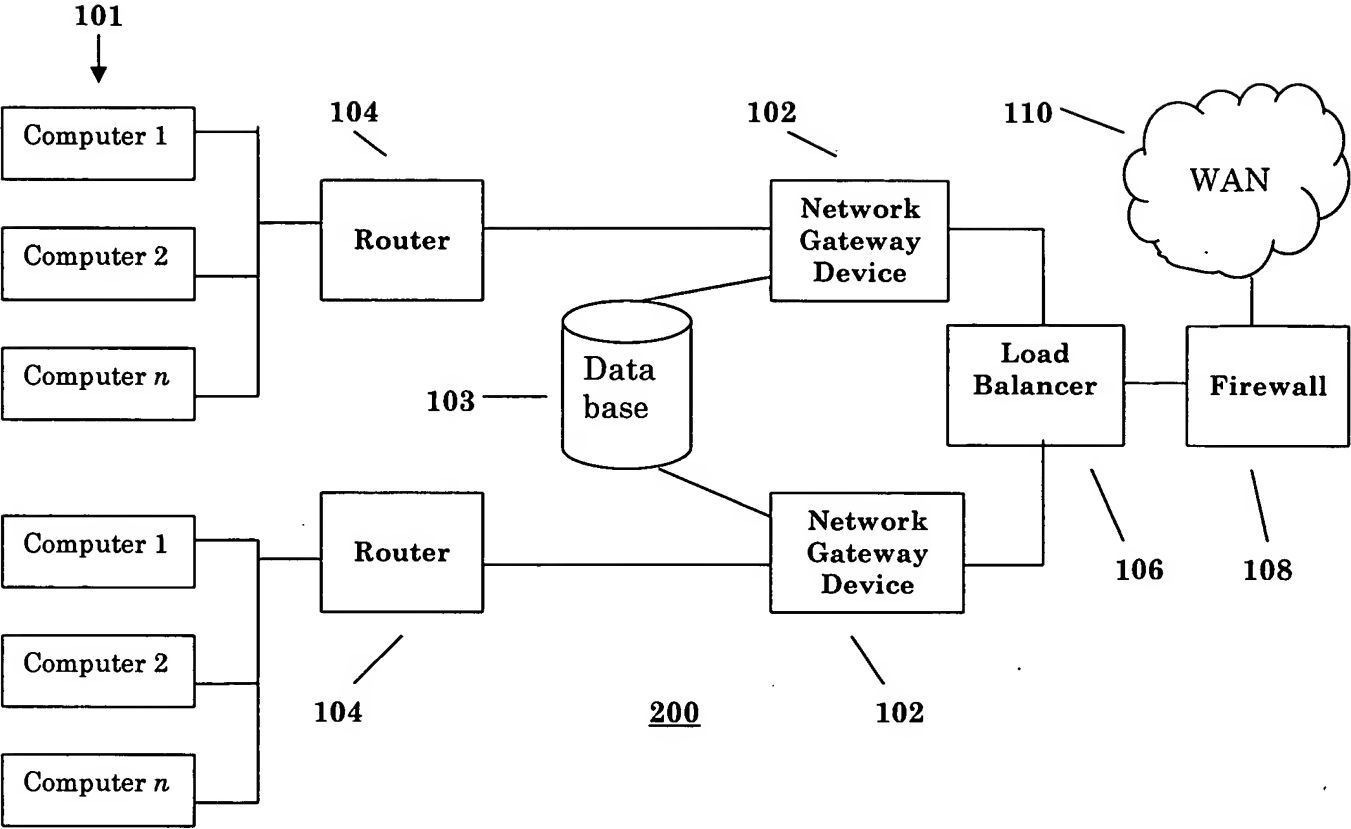 101
Computer 1
Computer 2
Computer n
104
Router
102
Network
Gateway
Device
110
WAN
103
Data
base
Load
Balancer
Firewall
Computer 1
Computer 2
Computer n
Router
104
Network
Gateway
Device
102
106
108
200